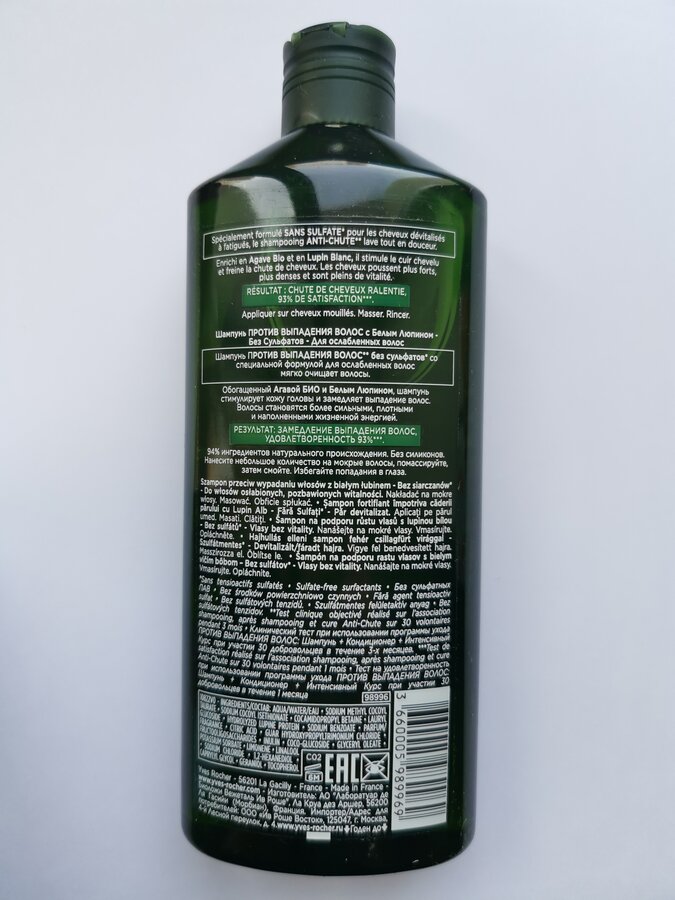 Spécialement formulé SANS SULFATE* pour les cheveux dévitalisés
à fatigués, le shampooing ANTI-CHUTE** lave tout en douceur.
Enrichi en Agave Bio et en Lupin Blanc, il stimule le cuir chevelu
et freine la chute de cheveux. Les cheveux poussent plus forts,
plus denses et sont pleins de vitalité.
RÉSULTAT : CHUTE DE CHEVEUX RALENTIE,
93% DE SATISFACTION***.
Appliquer sur cheveux mouillés. Masser. Rincer.
Шампунь ПРОТИВ ВЫПАДЕНИЯ ВОЛОС с Белым Люпином -
Без Сульфатов - Для ослабленных волос
Шампунь ПРОТИВ ВЫПАДЕНИЯ ВОЛОС** без сульфатов* со
специальной формулой для ослабленных волос
мягко очищает волосы.
Обогащенный Агавой БИО и Белым Люпином, шампунь
стимулирует кожу головы и замедляет выпадение волос.
Волосы становятся более сильными, плотными
и наполненными жизненной энергией.
РЕЗУЛЬТАТ: ЗАМЕДЛЕНИЕ ВЫПАДЕНИЯ ВОЛОС,
УДОВЛЕТВОРЕННОСТЬ 93%***.
94% ингредиентов натурального происхождения. Без силиконов.
Нанесите небольшое количество на мокрые волосы, помассируйте,
затем смойте. Избегайте попадания в глаза.
Szampon przeciw wypadaniu włosów z białym łubinem - Bez siarczanów*
- Do włosów osłabionych, pozbawionych witalności. Nakładać na mokre
włosy. Masować. Obficie spłukać. • Șampon fortifiant împotriva căderii
părului cu Lupin Alb - Fără Sulfați* - Păr devitalizat. Aplicați pe părul
umed. Masați. Clătiți. • Šampon na podporu růstu vlasů s lupinou bílou
- Bez sulfátů* - Vlasy bez vitality. Nanášejte na mokré vlasy. Vmasírujte.
Opláchněte. • Hajhullás elleni sampon fehér csillagfürt virággal -
Szulfátmentes* - Devitalizált/fáradt hajra. Vigye fel benedvesített hajra.
Masszírozza el. Öblítse le. • Šampón na podporu rastu vlasov s bielym
vlčím bôbom - Bez sulfátov* - Vlasy bez vitality. Nanášajte na mokré vlasy.
Vmasírujte. Opláchnite.
*Sans tensioactifs sulfatés • Sulfate-free surfactants • Без сульфатных
ПАВ • Bez środków powierzchniowo czynnych • Fără agent tensioactiv
sulfat • Bez sulfátových tenzidů. • Szulfátmentes felületaktív anyag • Bez
sulfátových tenzidov. **Test clinique objectivé réalisé sur l'association
shampooing, après shampooing et cure Anti-Chute sur 30 volontaires
pendant 3 mois • Клинический тест при использовании программы ухода
ПРОТИВ ВЫПАДЕНИЯ ВОЛОС: Шампунь + Кондиционер + Интенсивный
Курс при участии 30 добровольцев в течение 3-х месяцев. ***Test de
satisfaction réalisé sur l'association shampooing, après shampooing et cure
Anti-Chute sur 30 volontaires pendant 1 mois • Тест на удовлетворенность
при использовании программы ухода ПРОТИВ ВЫПАДЕНИЯ ВОЛОС:
Шампунь + Кондиционер + Интенсивный Курс при участии 30
добровольцев в течение 1 месяца
98996
INGREDIENTS/СОСТАВ: AQUA/WATER/EAU • SODIUM METHYL COCOYL
TAURATE • SODIUM COCOYL ISETHIONATE • COCAMIDOPROPYL BETAINE • LAURYL
GLUCOSIDE • HYDROLYZED LUPINE PROTEIN • SODIUM BENZOATE • PARFUM/
FRAGRANCE • CITRIC ACID • GUAR HYDROXYPROPYLTRIMONIUM CHLORIDE
• FRUCTOOLIGOSACCHARIDES • INULIN • COCO-GLUCOSIDE • GLYCERYL OLEATE
• POTASSIUM SORBATE • LIMONENE • LINALOOL
• SODIUM CHLORIDE • 1,2-HEXANEDIOL
• CAPRYLYL GLYCOL • GERANIOL • TOCOPHEROL
C02
6M
EAC
3 660005 989969
Yves Rocher - 56201 La Gacilly - France - Made in France
www.yves-rocher.com - Изготовитель: АО "Лаборатуар де
Биоложи Вежеталь Ив Роше", Ла Круа дез Аршер, 56200
Ля Гасийи (Морбиан), Франция. Импортер/Адрес для
потребителей: ООО «Ив Роше Восток», 125047, г. Москва,
4-й Лесной переулок, д. 4. www.yves-rocher.ru Годен до